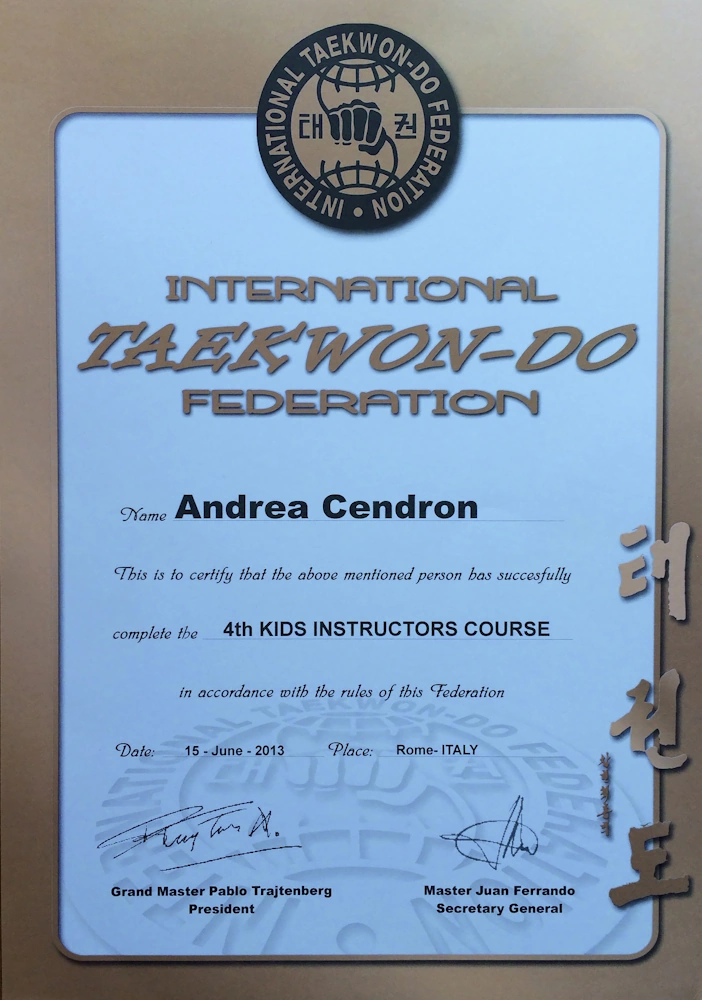 INTERNATIONAL TAEKWON-DO FEDERATION •
태 권
INTERNATIONAL
TAEKWON-DO
FEDERATION
Name Andrea Cendron
This is to certify that the above mentioned person has succesfully
complete the 4th KIDS INSTRUCTORS COURSE
in accordance with the rules of this Federation
Date: 15 - June - 2013 Place: Rome- ITALY
Grand Master Pablo Trajtenberg
President
Master Juan Ferrando
Secretary General
태
권
도